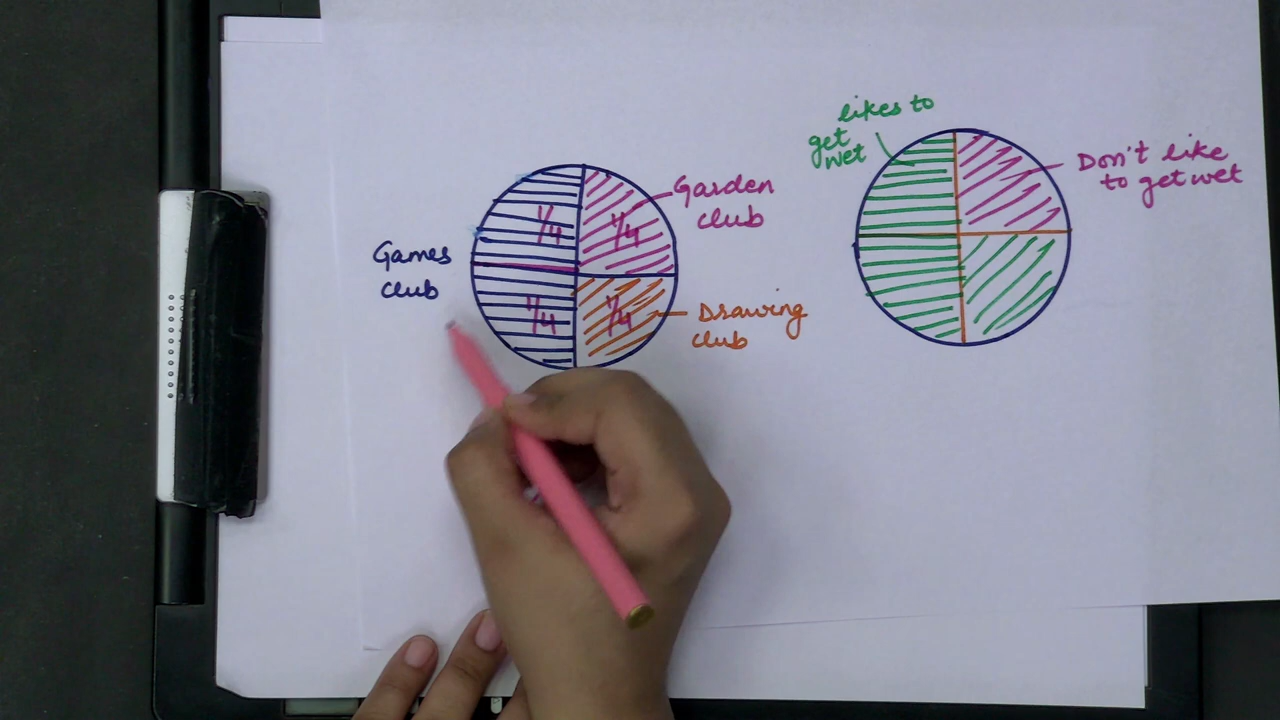 Games
club
1/4
1/4
1/4
1/4
Garden
club
Drawing
club
likes to
get
wet
Don't like
to get wet